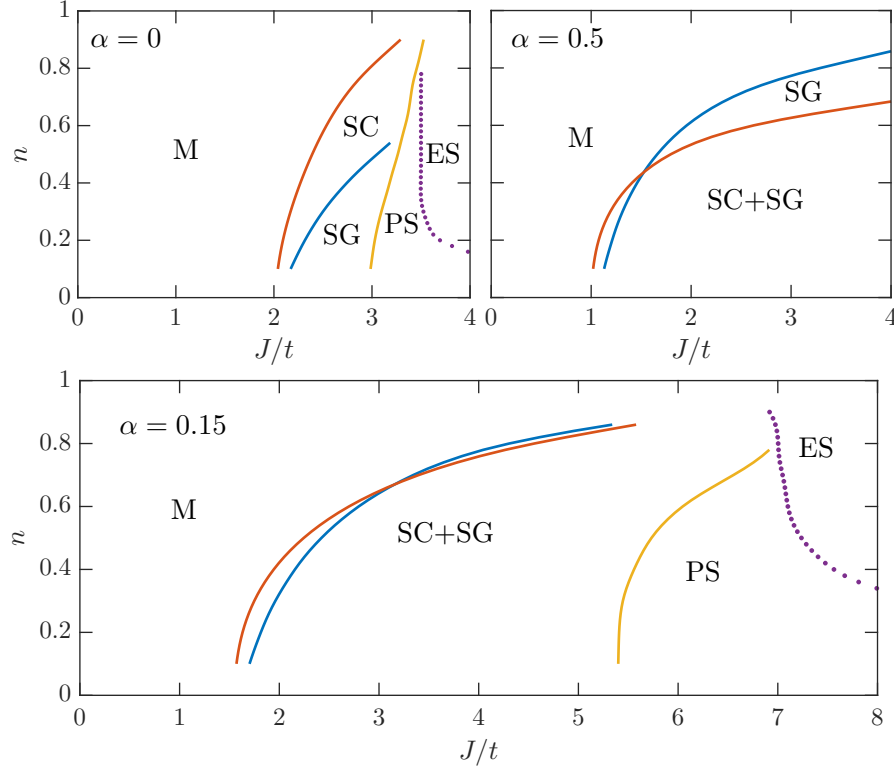 α = 0
M
SC
SG
PS
ES
n
0
0.2
0.4
0.6
0.8
1
0 1 2 3 4
J/t
α = 0.5
M
SG
SC+SG
0 1 2 3 4
J/t
α = 0.15
M
SC+SG
PS
ES
n
0
0.2
0.4
0.6
0.8
1
0 1 2 3 4 5 6 7 8
J/t